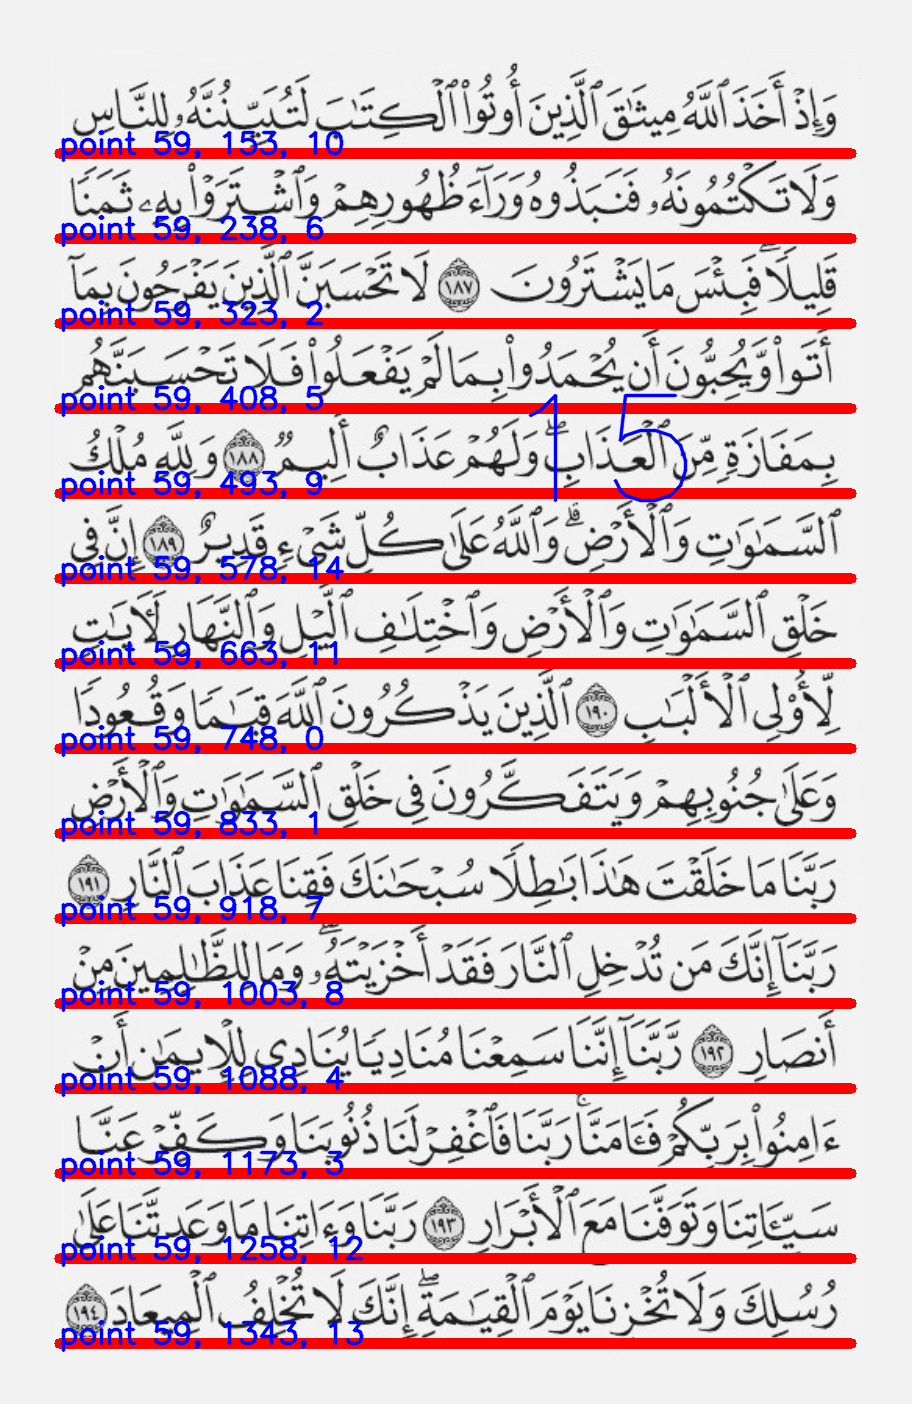 وَإِذْ أَخَذَ ٱللَّهُ مِيثَٰقَ ٱلَّذِينَ أُوتُوا۟ ٱلْكِتَٰبَ لَتُبَيِّنُنَّهُۥ لِلنَّاسِ
point 59, 153, 10
وَلَا تَكْتُمُونَهُۥ فَنَبَذُوهُ وَرَآءَ ظُهُورِهِمْ وَٱشْتَرَوْا۟ بِهِۦ ثَمَنًا
point 59, 238, 6
قَلِيلًا ۖ فَبِئْسَ مَا يَشْتَرُونَ ١٨٧ لَا تَحْسَبَنَّ ٱلَّذِينَ يَفْرَحُونَ بِمَآ
point 59, 323, 2
أَتَوا۟ وَّيُحِبُّونَ أَن يُحْمَدُوا۟ بِمَا لَمْ يَفْعَلُوا۟ فَلَا تَحْسَبَنَّهُم
point 59, 408, 5
15
بِمَفَازَةٍ مِّنَ ٱلْعَذَابِ ۖ وَلَهُمْ عَذَابٌ أَلِيمٌ ١٨٨ وَلِلَّهِ مُلْكُ
point 59, 493, 9
ٱلسَّمَٰوَٰتِ وَٱلْأَرْضِ ۗ وَٱللَّهُ عَلَىٰ كُلِّ شَىْءٍ قَدِيرٌ ١٨٩ إِنَّ فِى
point 59, 578, 14
خَلْقِ ٱلسَّمَٰوَٰتِ وَٱلْأَرْضِ وَٱخْتِلَٰفِ ٱلَّيْلِ وَٱلنَّهَارِ لَءَايَٰتٍ
point 59, 663, 11
لِّأُو۟لِى ٱلْأَلْبَٰبِ ١٩٠ ٱلَّذِينَ يَذْكُرُونَ ٱللَّهَ قِيَٰمًا وَقُعُودًا
point 59, 748, 0
وَعَلَىٰ جُنُوبِهِمْ وَيَتَفَكَّرُونَ فِى خَلْقِ ٱلسَّمَٰوَٰتِ وَٱلْأَرْضِ
point 59, 833, 1
رَبَّنَا مَا خَلَقْتَ هَٰذَا بَٰطِلًا سُبْحَٰنَكَ فَقِنَا عَذَابَ ٱلنَّارِ ١٩١
point 59, 918, 7
رَبَّنَآ إِنَّكَ مَن تُدْخِلِ ٱلنَّارَ فَقَدْ أَخْزَيْتَهُۥ ۖ وَمَا لِلظَّٰلِمِينَ مِنْ
point 59, 1003, 8
أَنصَارٍ ١٩٢ رَّبَّنَآ إِنَّنَا سَمِعْنَا مُنَادِيًا يُنَادِى لِلْإِيمَٰنِ أَنْ
point 59, 1088, 4
ءَامِنُوا۟ بِرَبِّكُمْ فَـَٔامَنَّا ۚ رَبَّنَا فَٱغْفِرْ لَنَا ذُنُوبَنَا وَكَفِّرْ عَنَّا
point 59, 1173, 3
سَيِّـَٔاتِنَا وَتَوَفَّنَا مَعَ ٱلْأَبْرَارِ ١٩٣ رَبَّنَا وَءَاتِنَا مَا وَعَدتَّنَا عَلَىٰ
point 59, 1258, 12
رُسُلِكَ وَلَا تُخْزِنَا يَوْمَ ٱلْقِيَٰمَةِ ۖ إِنَّكَ لَا تُخْلِفُ ٱلْمِيعَادَ ١٩٤
point 59, 1343, 13